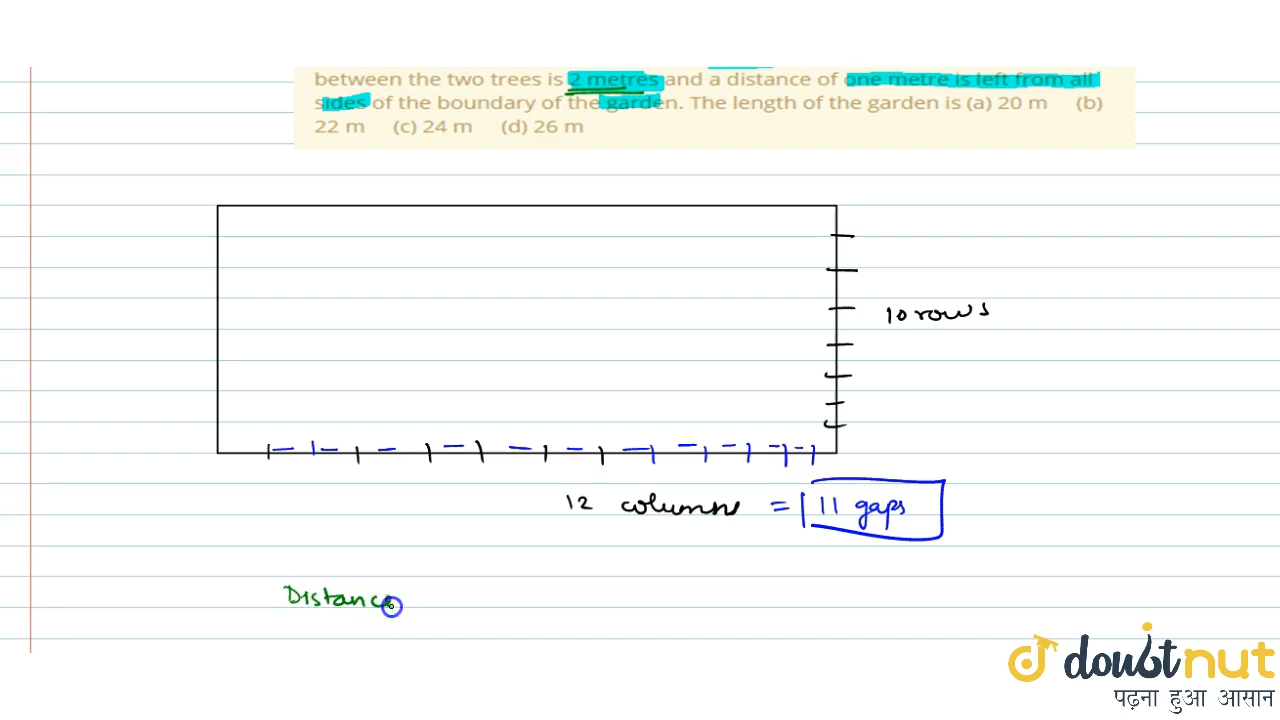 between the two trees is 2 metres and a distance of one metre is left from all
sides of the boundary of the garden. The length of the garden is (a) 20 m (b)
22 m (c) 24 m (d) 26 m
10 rows
12 columns = 11 gaps
Distance
doubtnut
पढ़ना हुआ आसान